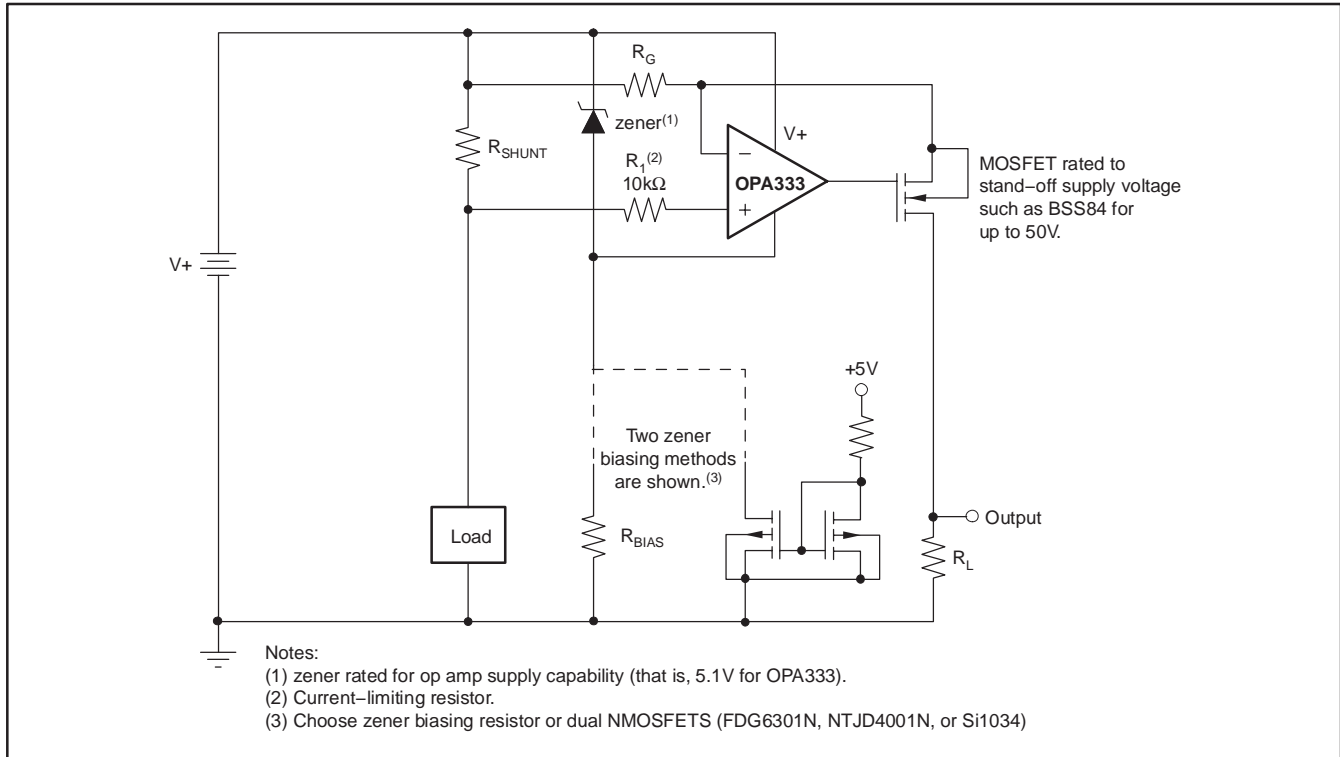 R_G
zener(1)
V+
R_SHUNT
R_1(2)
10kΩ
−
OPA333
+
MOSFET rated to
stand−off supply voltage
such as BSS84 for
up to 50V.
V+
+5V
Two zener
biasing methods
are shown.(3)
Output
Load
R_BIAS
R_L
Notes:
(1) zener rated for op amp supply capability (that is, 5.1V for OPA333).
(2) Current−limiting resistor.
(3) Choose zener biasing resistor or dual NMOSFETS (FDG6301N, NTJD4001N, or Si1034)